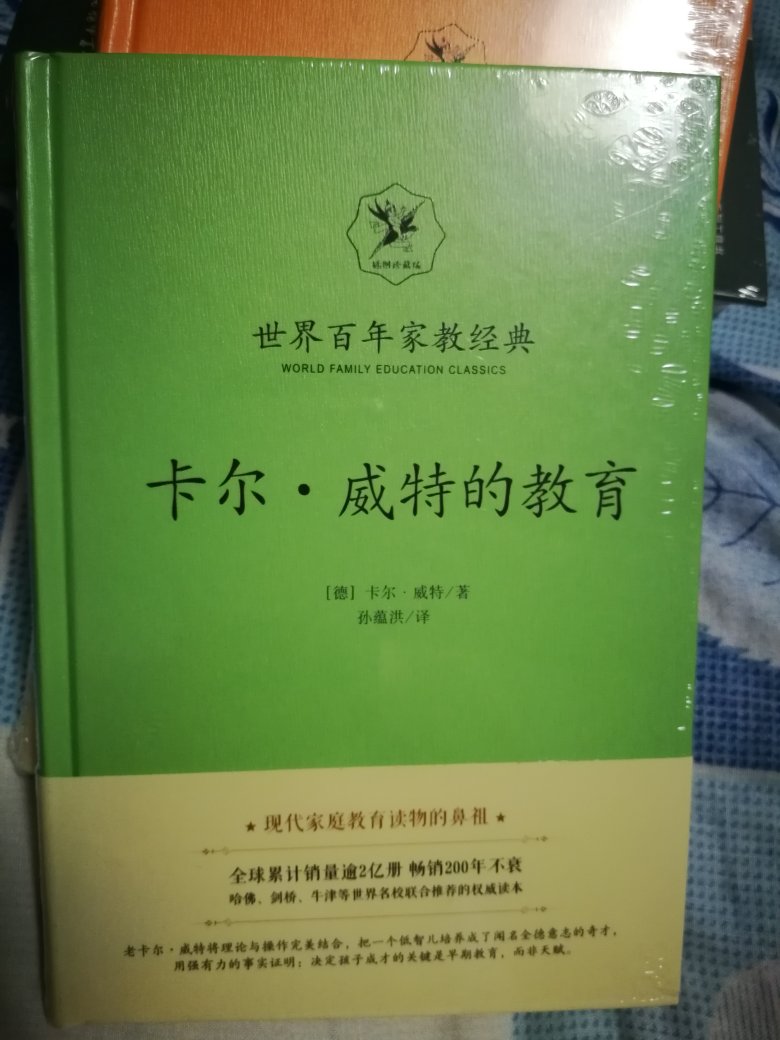 插图珍藏版
世界百年家教经典
WORLD FAMILY EDUCATION CLASSICS
卡尔·威特的教育
[德] 卡尔·威特/著
孙蕴洪/译
★ 现代家庭教育读物的鼻祖 ★
全球累计销量逾2亿册 畅销200年不衰
哈佛、剑桥、牛津等世界名校联合推荐的权威读本
老卡尔·威特将理论与操作完美结合，把一个低智儿培养成了闻名全德意志的奇才，
用强有力的事实证明：决定孩子成才的关键是早期教育，而非天赋。